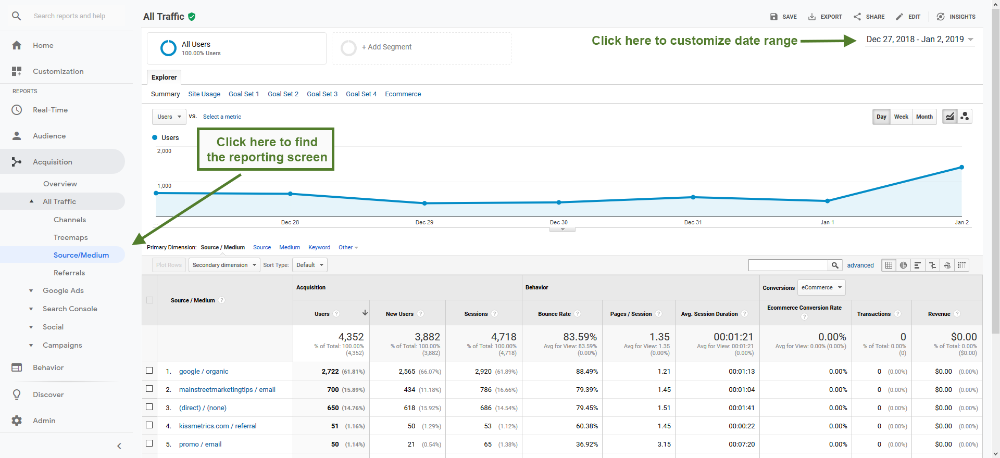 Search reports and help
Home
Customization
REPORTS
Real-Time
Audience
Acquisition
Overview
All Traffic
Channels
Treemaps
Source/Medium
Referrals
Google Ads
Search Console
Social
Campaigns
Behavior
Discover
Admin
All Traffic
SAVE EXPORT SHARE EDIT INSIGHTS
All Users
100.00% Users
+ Add Segment
Click here to customize date range
Dec 27, 2018 - Jan 2, 2019
Explorer
Summary Site Usage Goal Set 1 Goal Set 2 Goal Set 3 Goal Set 4 Ecommerce
Users VS. Select a metric
Day Week Month
Users
Click here to find
the reporting screen
2,000
1,000
... Dec 28 Dec 29 Dec 30 Dec 31 Jan 1 Jan 2
Primary Dimension: Source / Medium Source Medium Keyword Other
Plot Rows Secondary dimension Sort Type: Default advanced
Acquisition Behavior Conversions eCommerce
Source / Medium ? Users ? New Users ? Sessions ? Bounce Rate ? Pages / Session ? Avg. Session Duration ? Ecommerce Conversion Rate ? Transactions ? Revenue ?
4,352 3,882 4,718 83.59% 1.35 00:01:21 0.00% 0 $0.00
% of Total: 100.00% % of Total: 100.00% % of Total: 100.00% Avg for View: 83.59% Avg for View: 1.35 Avg for View: 00:01:21 Avg for View: 0.00% (0.00%) % of Total: 0.00% % of Total: 0.00%
(4,352) (3,882) (4,718) (0.00%) (0.00%) (0.00%) (0) ($0.00)
1. google / organic 2,722 (61.81%) 2,565 (66.07%) 2,920 (61.89%) 88.49% 1.21 00:01:13 0.00% 0 (0.00%) $0.00 (0.00%)
2. mainstreetmarketingtips / email 700 (15.89%) 434 (11.18%) 786 (16.66%) 79.39% 1.45 00:01:04 0.00% 0 (0.00%) $0.00 (0.00%)
3. (direct) / (none) 650 (14.76%) 618 (15.92%) 686 (14.54%) 79.45% 1.51 00:01:41 0.00% 0 (0.00%) $0.00 (0.00%)
4. kissmetrics.com / referral 51 (1.16%) 50 (1.29%) 53 (1.12%) 60.38% 1.45 00:00:22 0.00% 0 (0.00%) $0.00 (0.00%)
5. promo / email 50 (1.14%) 21 (0.54%) 65 (1.38%) 36.92% 3.15 00:07:20 0.00% 0 (0.00%) $0.00 (0.00%)